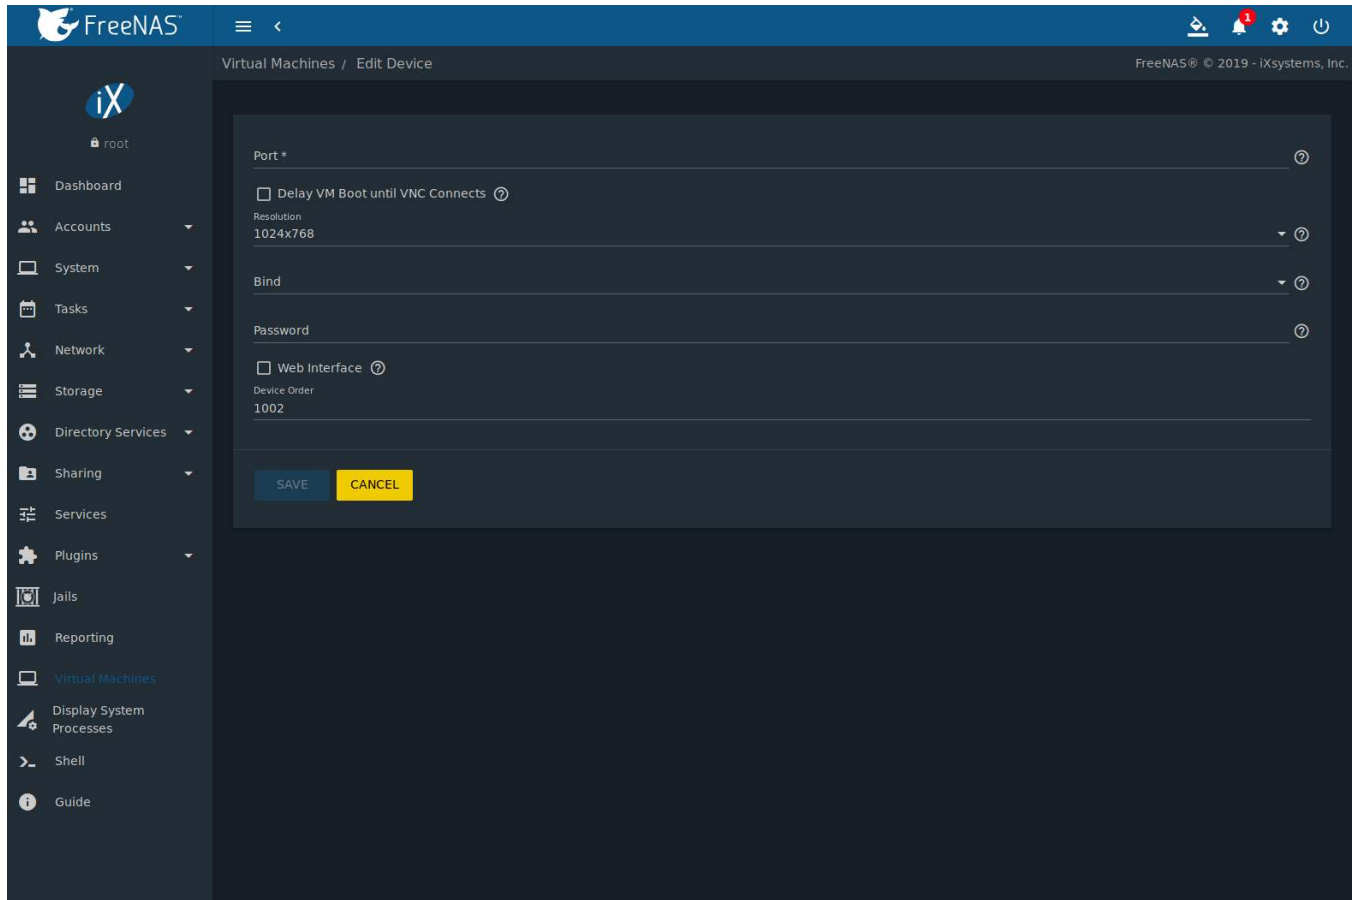 FreeNAS™
1
Virtual Machines / Edit Device
FreeNAS® © 2019 - iXsystems, Inc.
iX
root
Dashboard
Accounts
System
Tasks
Network
Storage
Directory Services
Sharing
Services
Plugins
Jails
Reporting
Virtual Machines
Display System
Processes
Shell
Guide
Port *
Delay VM Boot until VNC Connects
Resolution
1024x768
Bind
Password
Web Interface
Device Order
1002
SAVE CANCEL